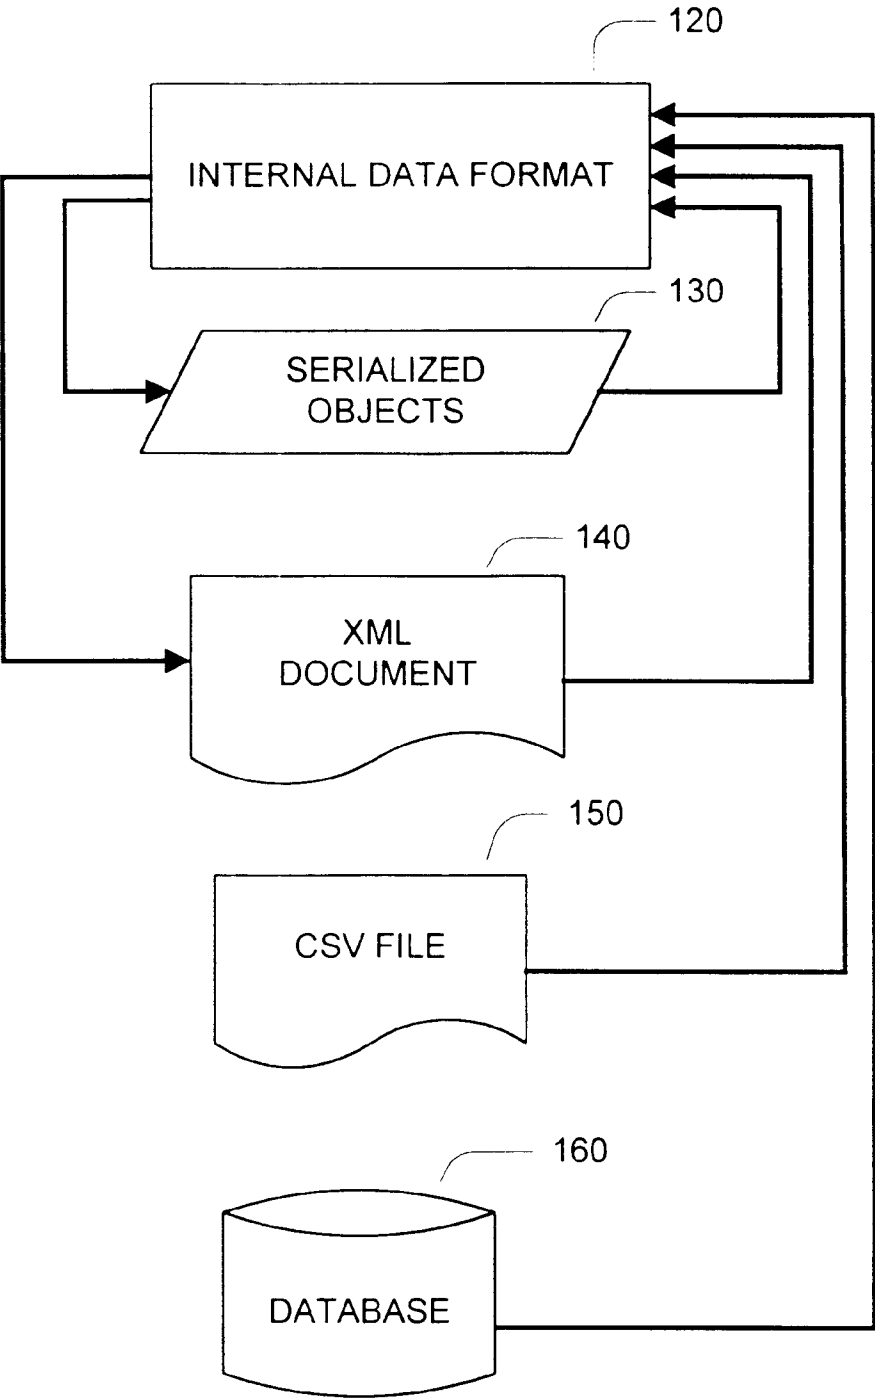 120
INTERNAL DATA FORMAT
130
SERIALIZED
OBJECTS
140
XML
DOCUMENT
150
CSV FILE
160
DATABASE